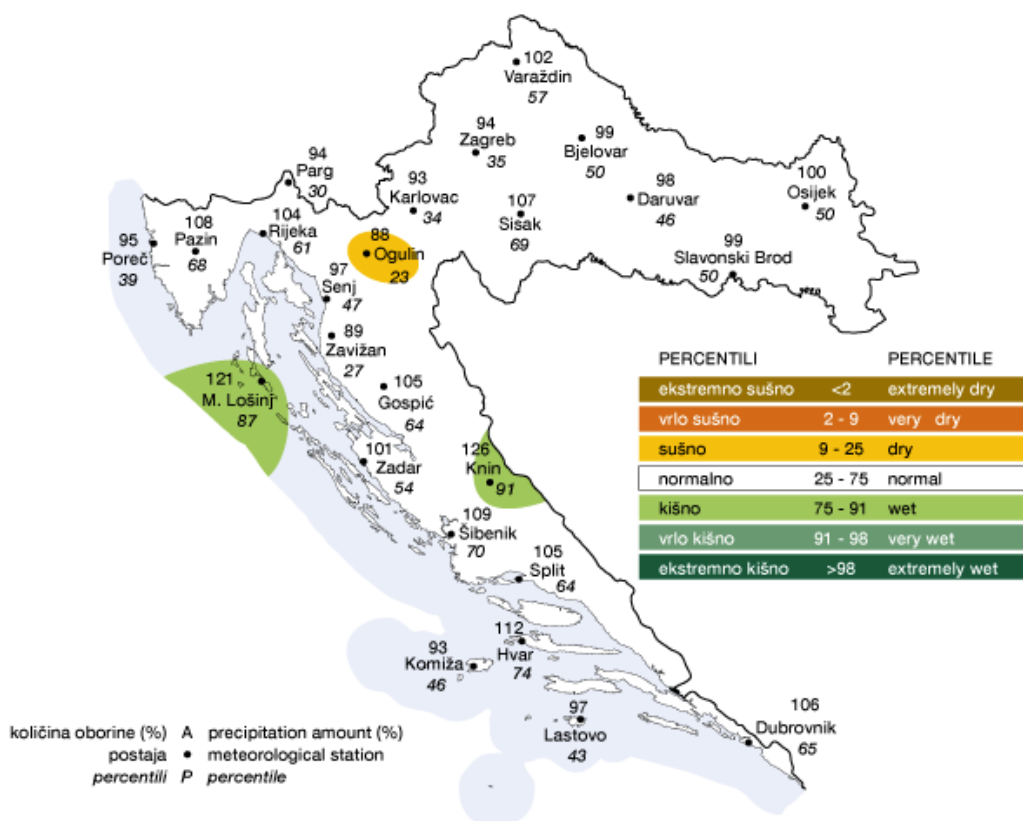 102
Varaždin
57
94
Zagreb
35
99
Bjelovar
50
94
Parg
30
93
Karlovac
34
98
Daruvar
46
100
Osijek
50
107
Sisak
69
104
Rijeka
61
108
Pazin
68
95
Poreč
39
88
Ogulin
23
99
Slavonski Brod
50
97
Senj
47
89
Zavižan
27
121
M. Lošinj
87
105
Gospić
64
101
Zadar
54
126
Knin
91
109
Šibenik
70
105
Split
64
112
Hvar
74
93
Komiža
46
97
Lastovo
43
106
Dubrovnik
65
PERCENTILI PERCENTILE
ekstremno sušno <2 extremely dry
vrlo sušno 2 - 9 very dry
sušno 9 - 25 dry
normalno 25 - 75 normal
kišno 75 - 91 wet
vrlo kišno 91 - 98 very wet
ekstremno kišno >98 extremely wet
količina oborine (%) A precipitation amount (%)
postaja • meteorological station
percentili P percentile